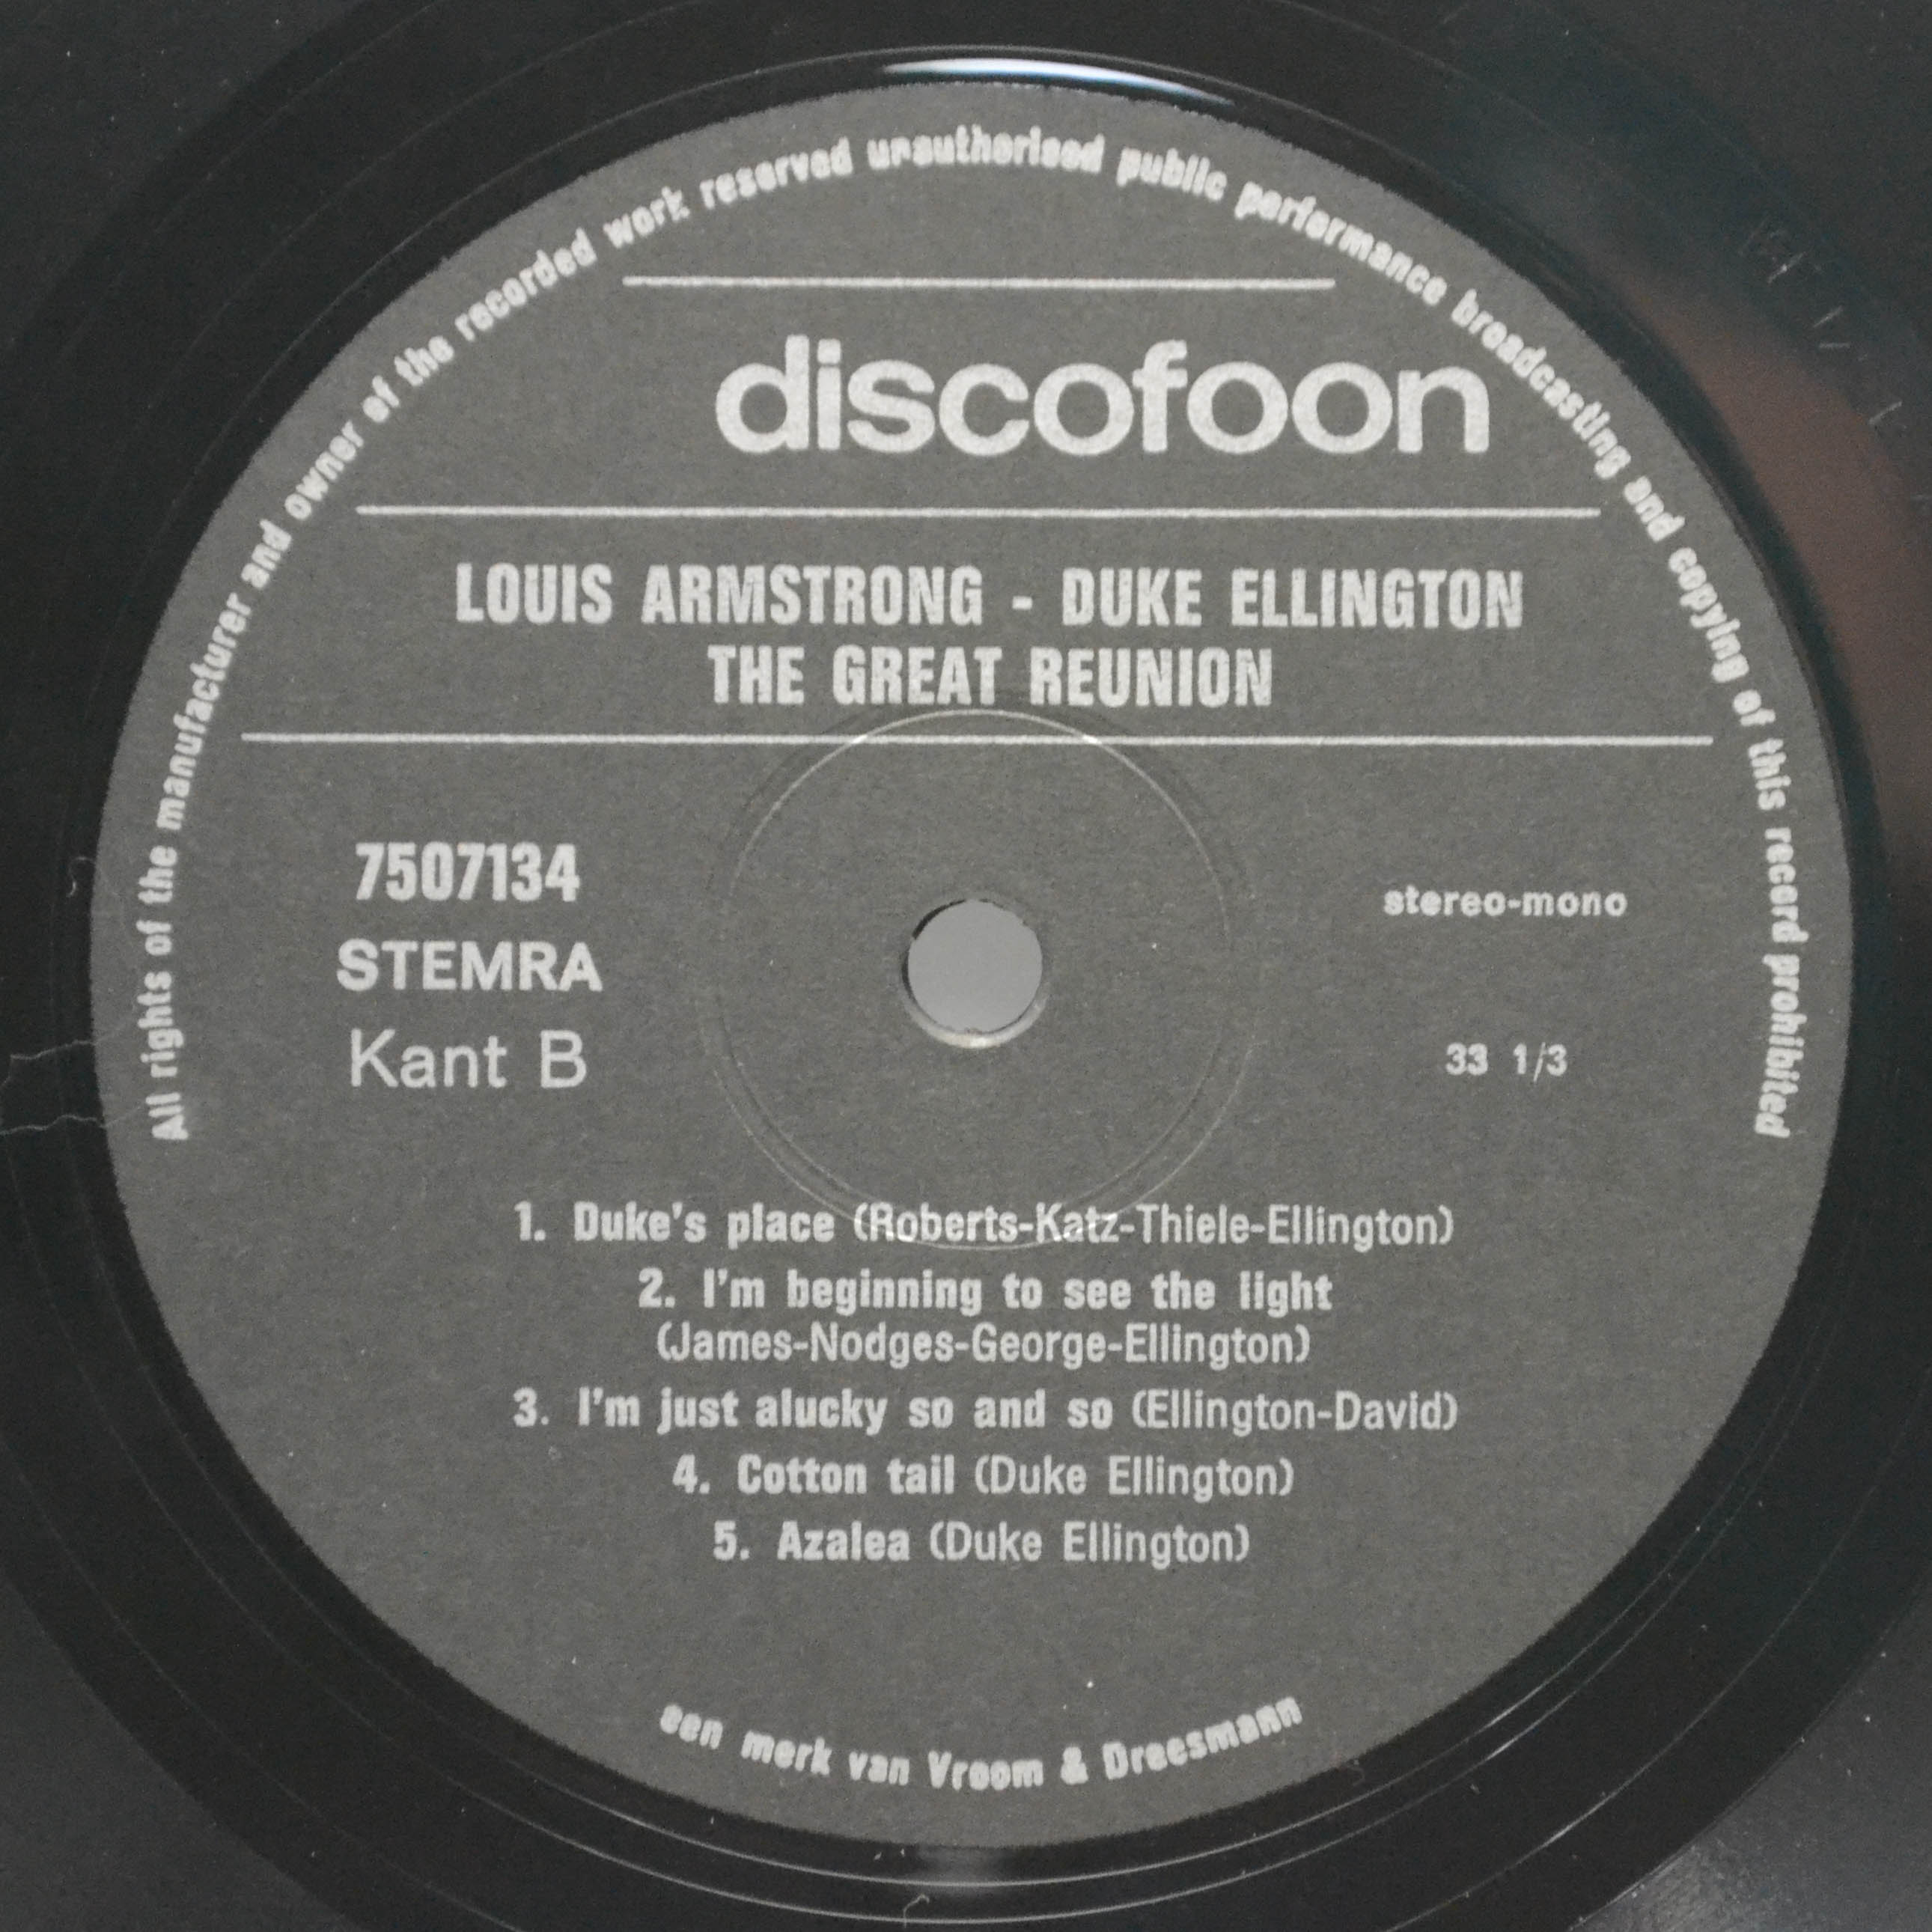 All rights of the manufacturer and owner of the recorded work reserved unauthorised public performance broadcasting and copying of this record prohibited
discofoon
LOUIS ARMSTRONG - DUKE ELLINGTON
THE GREAT REUNION
7507134
STEMRA
Kant B
stereo-mono
33 1/3
1. Duke's place (Roberts-Katz-Thiele-Ellington)
2. I'm beginning to see the light
(James-Nodges-George-Ellington)
3. I'm just alucky so and so (Ellington-David)
4. Cotton tail (Duke Ellington)
5. Azalea (Duke Ellington)
een merk van Vroom & Dreesmann